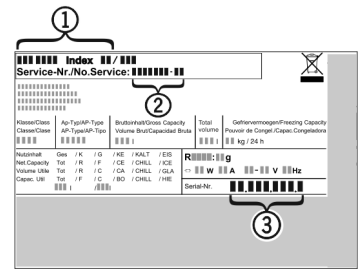 1
Index /
Service-Nr./No.Service: -
2
Klasse/Class Ap-Typ/AP-Type Bruttoinhalt/Gross Capacity Total Gefriervermoegen/Freezing Capacity
Classe/Clase AP-Type/AP-Tipo Volume Brut/Capacidad Bruta volume Pouvoir de Congel./Capac.Congeladora
I I kg / 24 h
Nutzinhalt Ges / K / G / KE / KALT / EIS
Net.Capacity Tot / R / F / CE / CHILL / ICE
Volume Utile Tot / R / C / CA / CHILL / GLA
Capac. Util Tot / F / C / BO / CHILL / HIE
I / I
R : g
W A - V Hz
Serial-Nr. . . .
3